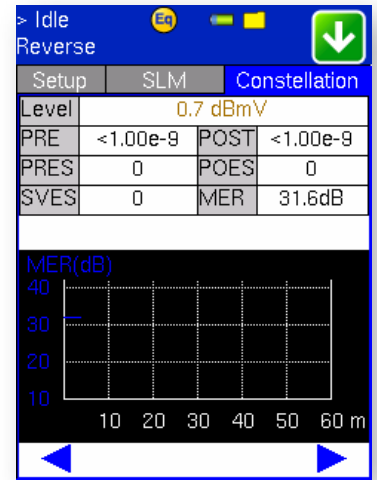 > Idle Eq
Reverse
Setup SLM Constellation
Level 0.7 dBmV
PRE <1.00e-9 POST <1.00e-9
PRES 0 POES 0
SVES 0 MER 31.6dB
MER(dB)
40
30
20
10
10 20 30 40 50 60 m